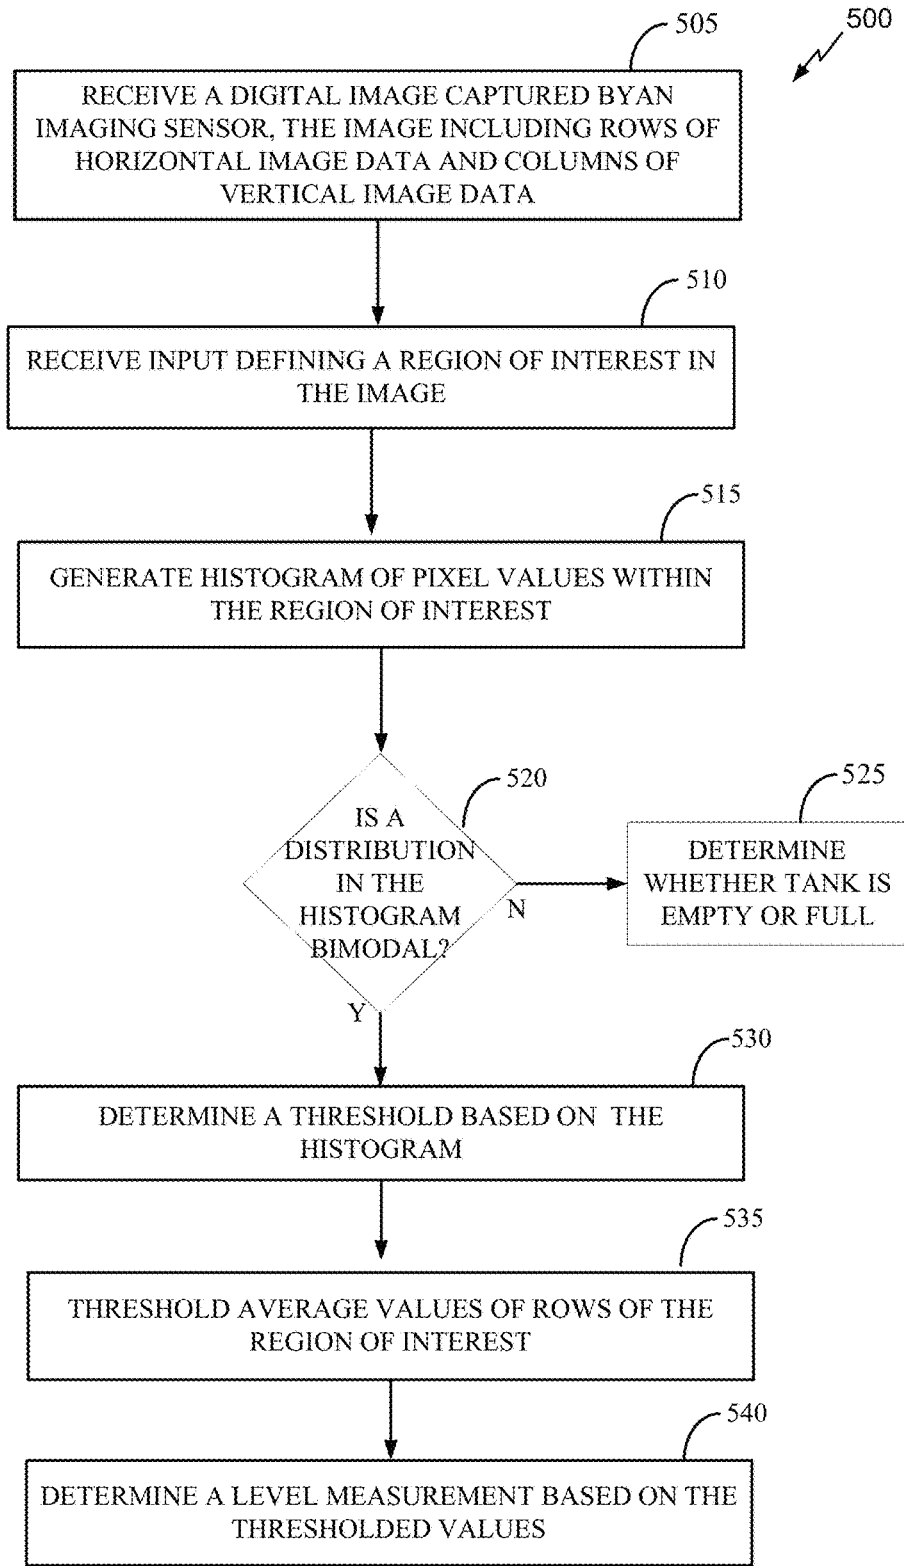 500
505
RECEIVE A DIGITAL IMAGE CAPTURED BYAN
IMAGING SENSOR, THE IMAGE INCLUDING ROWS OF
HORIZONTAL IMAGE DATA AND COLUMNS OF
VERTICAL IMAGE DATA
510
RECEIVE INPUT DEFINING A REGION OF INTEREST IN
THE IMAGE
515
GENERATE HISTOGRAM OF PIXEL VALUES WITHIN
THE REGION OF INTEREST
520
IS A
DISTRIBUTION
IN THE
HISTOGRAM
BIMODAL?
N
525
DETERMINE
WHETHER TANK IS
EMPTY OR FULL
Y
530
DETERMINE A THRESHOLD BASED ON THE
HISTOGRAM
535
THRESHOLD AVERAGE VALUES OF ROWS OF THE
REGION OF INTEREST
540
DETERMINE A LEVEL MEASUREMENT BASED ON THE
THRESHOLDED VALUES